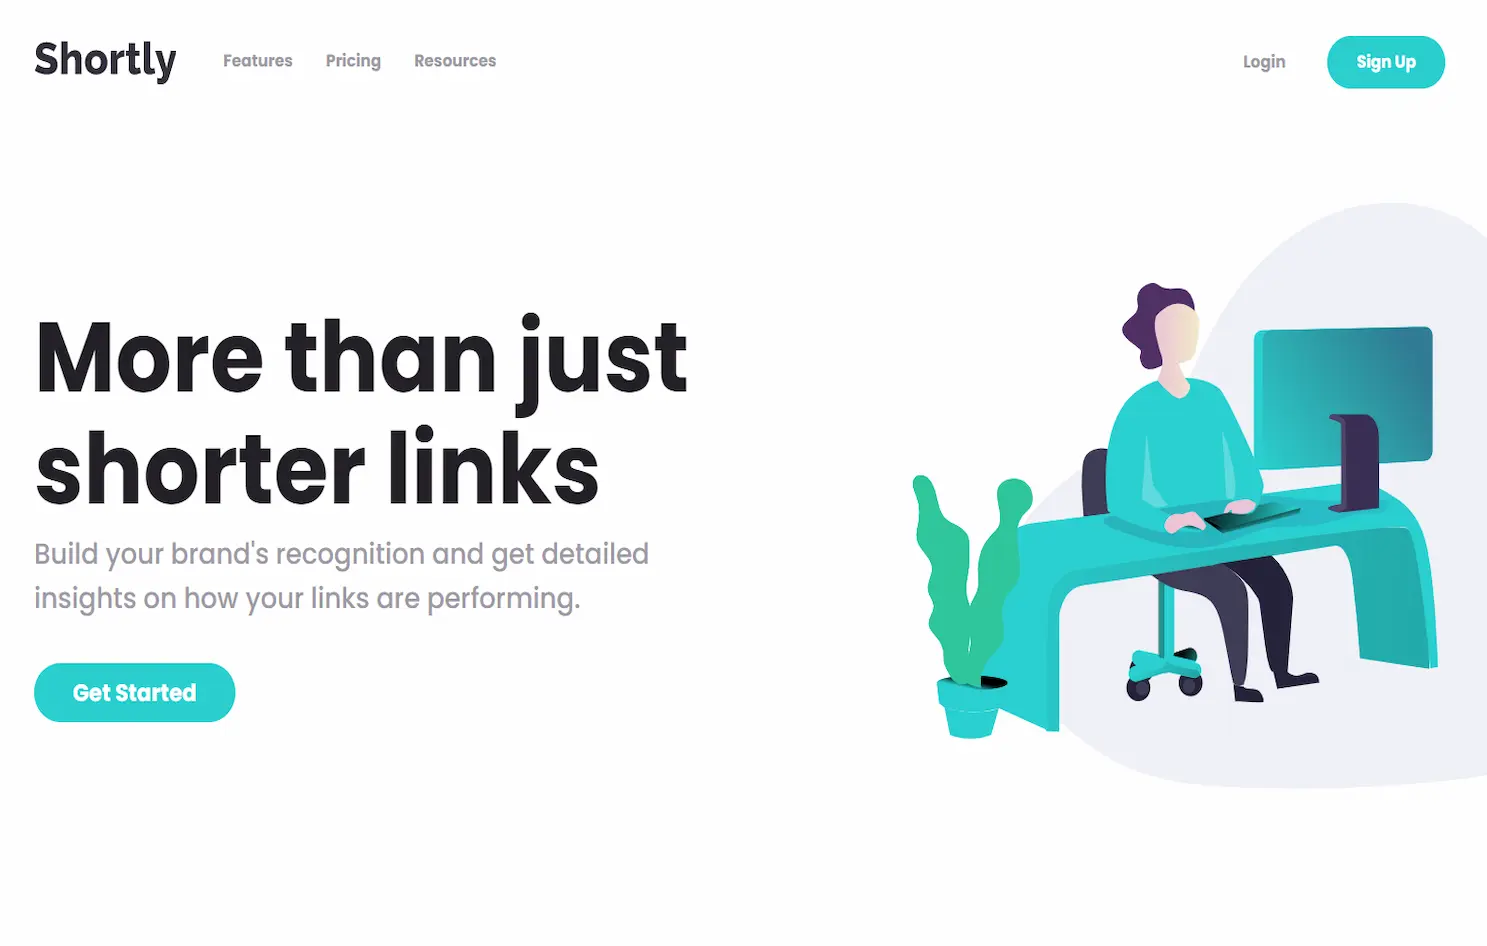 Shortly
Features
Pricing
Resources
Login
Sign Up
More than just
shorter links
Build your brand's recognition and get detailed
insights on how your links are performing.
Get Started